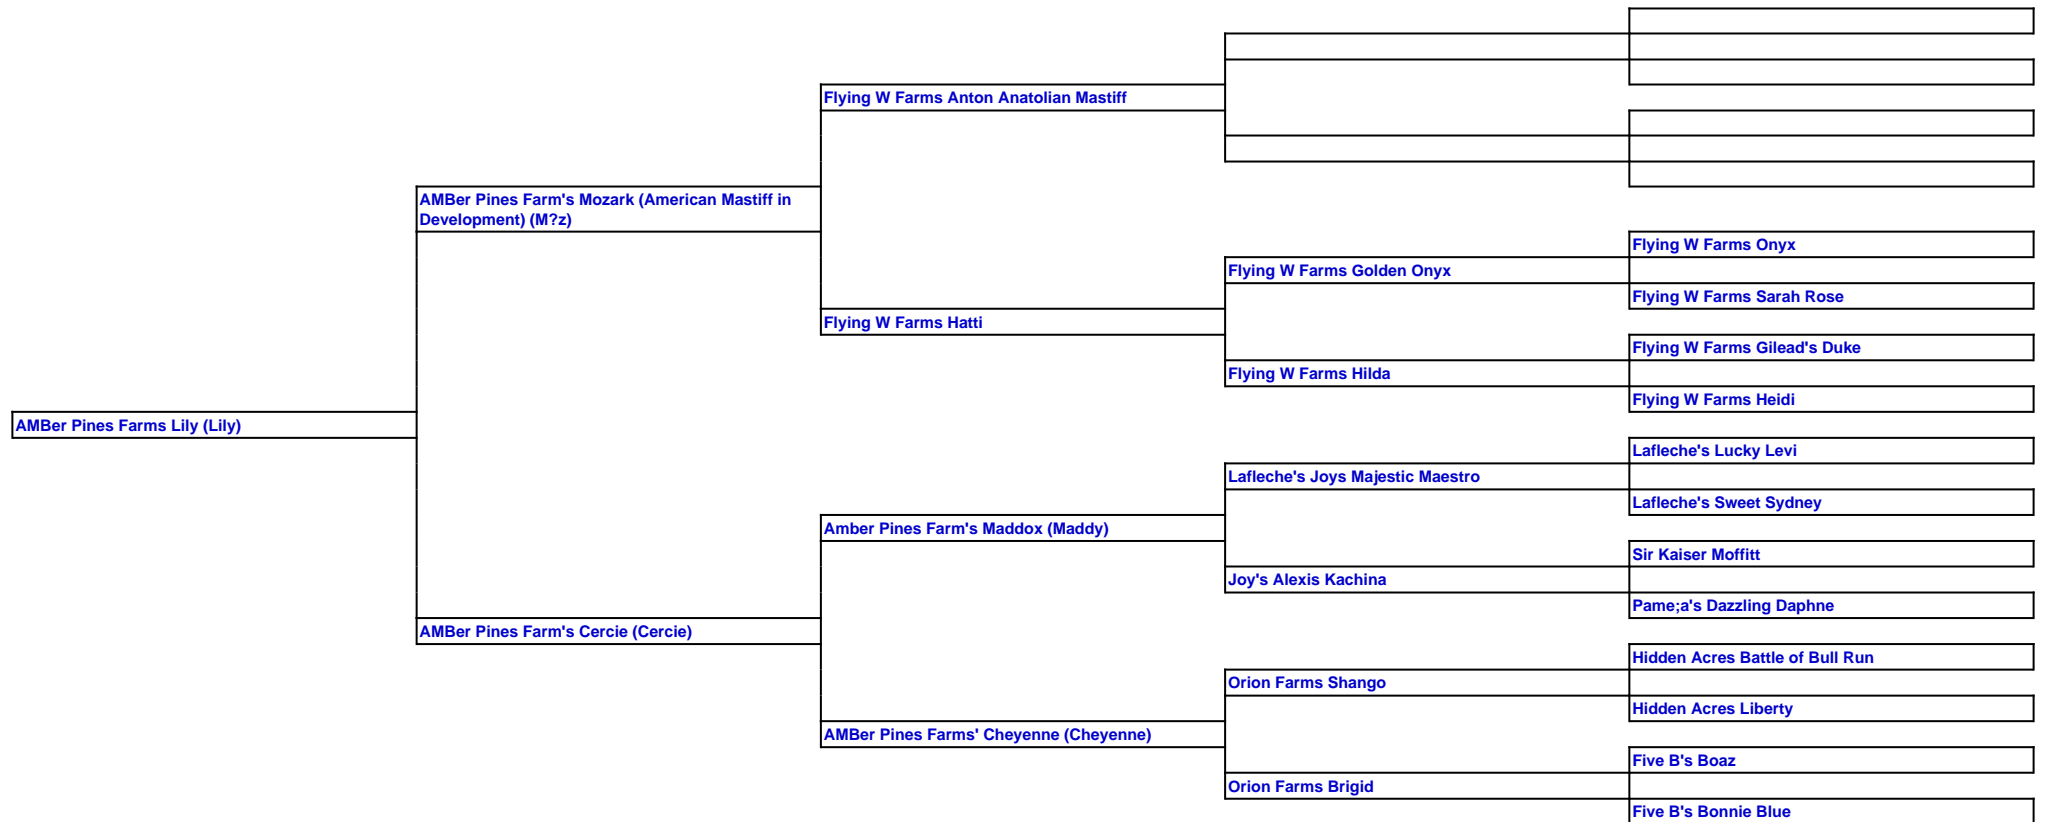 Flying W Farms Anton Anatolian Mastiff
AMBer Pines Farm's Mozark (American Mastiff in
Development) (M?z)
Flying W Farms Onyx
Flying W Farms Golden Onyx
Flying W Farms Sarah Rose
Flying W Farms Hatti
Flying W Farms Gilead's Duke
Flying W Farms Hilda
Flying W Farms Heidi
AMBer Pines Farms Lily (Lily)
Lafleche's Lucky Levi
Lafleche's Joys Majestic Maestro
Lafleche's Sweet Sydney
Amber Pines Farm's Maddox (Maddy)
Sir Kaiser Moffitt
Joy's Alexis Kachina
Pame;a's Dazzling Daphne
AMBer Pines Farm's Cercie (Cercie)
Hidden Acres Battle of Bull Run
Orion Farms Shango
Hidden Acres Liberty
AMBer Pines Farms' Cheyenne (Cheyenne)
Five B's Boaz
Orion Farms Brigid
Five B's Bonnie Blue